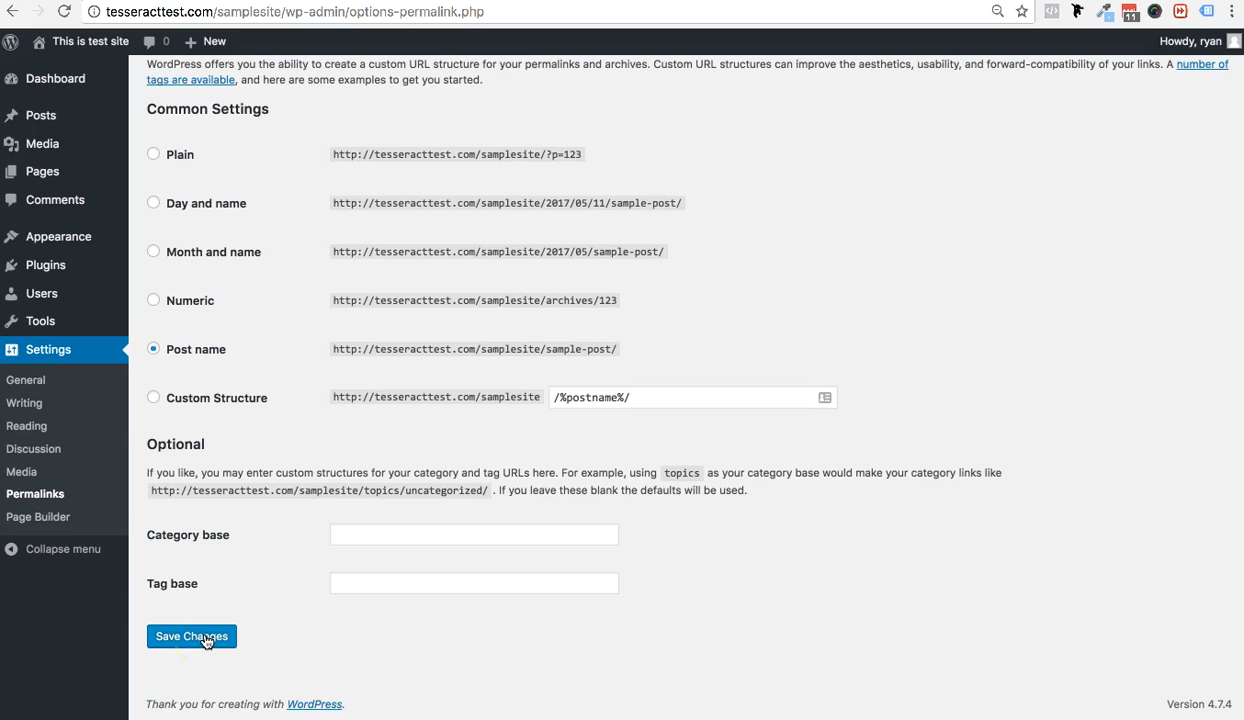 tesseracttest.com/samplesite/wp-admin/options-permalink.php
11
This is test site 0 New Howdy, ryan
WordPress offers you the ability to create a custom URL structure for your permalinks and archives. Custom URL structures can improve the aesthetics, usability, and forward-compatibility of your links. A number of
tags are available, and here are some examples to get you started.
Dashboard
Posts
Media
Pages
Comments
Appearance
Plugins
Users
Tools
Settings
General
Writing
Reading
Discussion
Media
Permalinks
Page Builder
Collapse menu
Common Settings
Plain http://tesseracttest.com/samplesite/?p=123
Day and name http://tesseracttest.com/samplesite/2017/05/11/sample-post/
Month and name http://tesseracttest.com/samplesite/2017/05/sample-post/
Numeric http://tesseracttest.com/samplesite/archives/123
Post name http://tesseracttest.com/samplesite/sample-post/
Custom Structure http://tesseracttest.com/samplesite /%postname%/
Optional
If you like, you may enter custom structures for your category and tag URLs here. For example, using topics as your category base would make your category links like
http://tesseracttest.com/samplesite/topics/uncategorized/ . If you leave these blank the defaults will be used.
Category base
Tag base
Save Changes
Thank you for creating with WordPress. Version 4.7.4